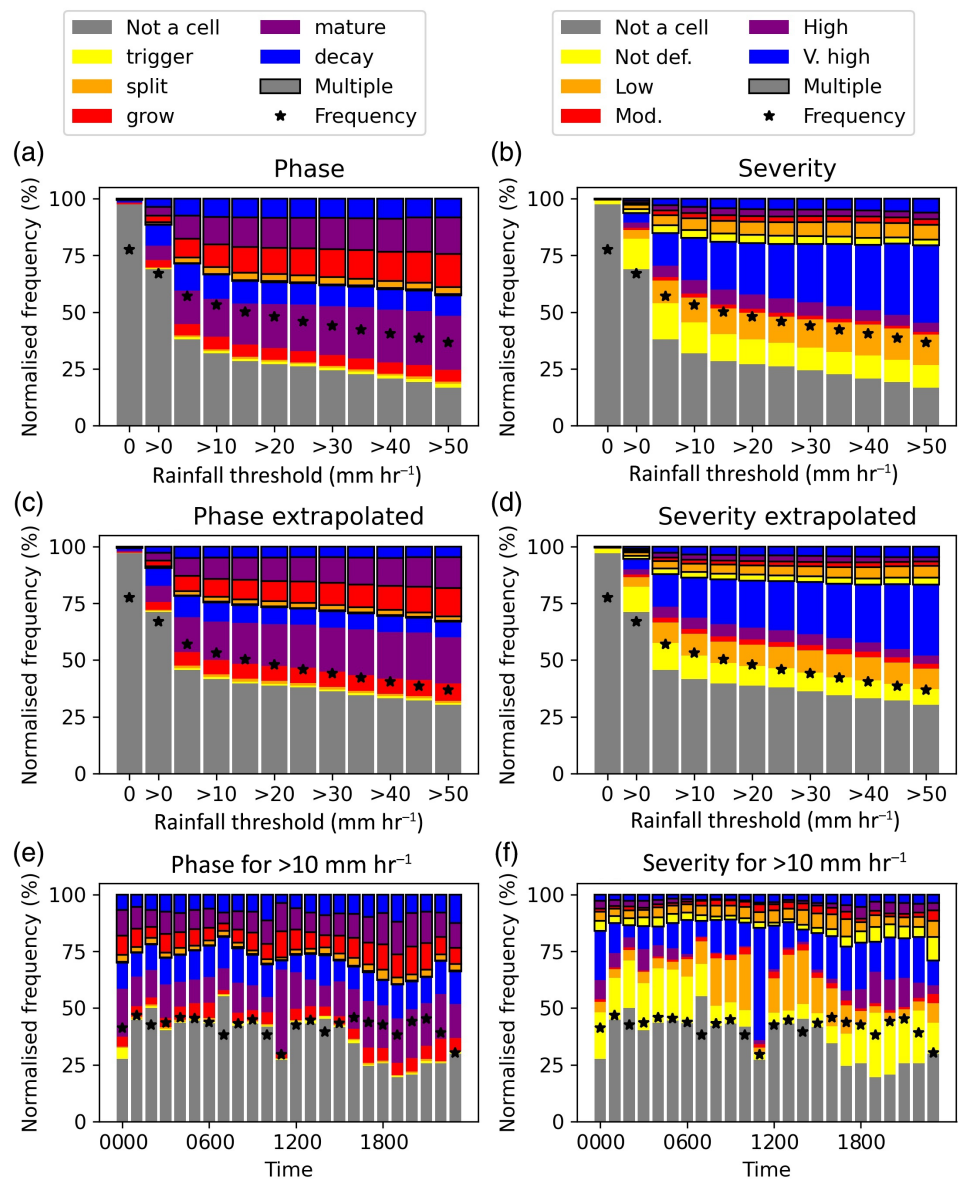 Not a cell
trigger
split
grow
mature
decay
Multiple
Frequency
Not a cell
Not def.
Low
Mod.
High
V. high
Multiple
Frequency
(a)
Phase
Normalised frequency (%)
100
75
50
25
0
0 >0 >10 >20 >30 >40 >50
Rainfall threshold (mm hr⁻¹)
(b)
Severity
Normalised frequency (%)
100
75
50
25
0
0 >0 >10 >20 >30 >40 >50
Rainfall threshold (mm hr⁻¹)
(c)
Phase extrapolated
Normalised frequency (%)
100
75
50
25
0
0 >0 >10 >20 >30 >40 >50
Rainfall threshold (mm hr⁻¹)
(d)
Severity extrapolated
Normalised frequency (%)
100
75
50
25
0
0 >0 >10 >20 >30 >40 >50
Rainfall threshold (mm hr⁻¹)
(e)
Phase for >10 mm hr⁻¹
Normalised frequency (%)
100
75
50
25
0
0000 0600 1200 1800
Time
(f)
Severity for >10 mm hr⁻¹
Normalised frequency (%)
100
75
50
25
0
0000 0600 1200 1800
Time